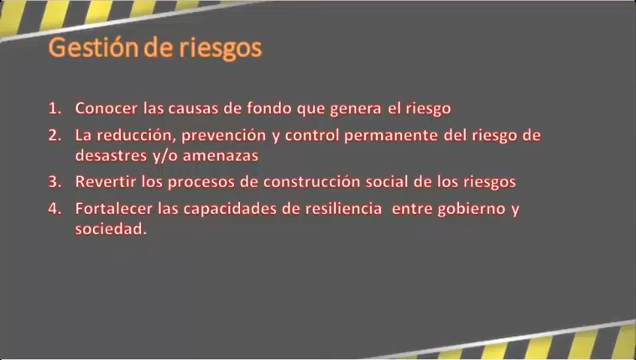 Gestión de riesgos
1. Conocer las causas de fondo que genera el riesgo
2. La reducción, prevención y control permanente del riesgo de
desastres y/o amenazas
3. Revertir los procesos de construcción social de los riesgos
4. Fortalecer las capacidades de resiliencia entre gobierno y
sociedad.